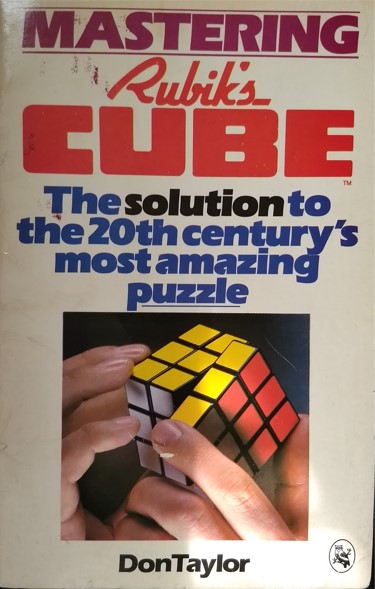 MASTERING
Rubik's
CUBE
TM
The solution to
the 20th century's
most amazing
puzzle
Don Taylor